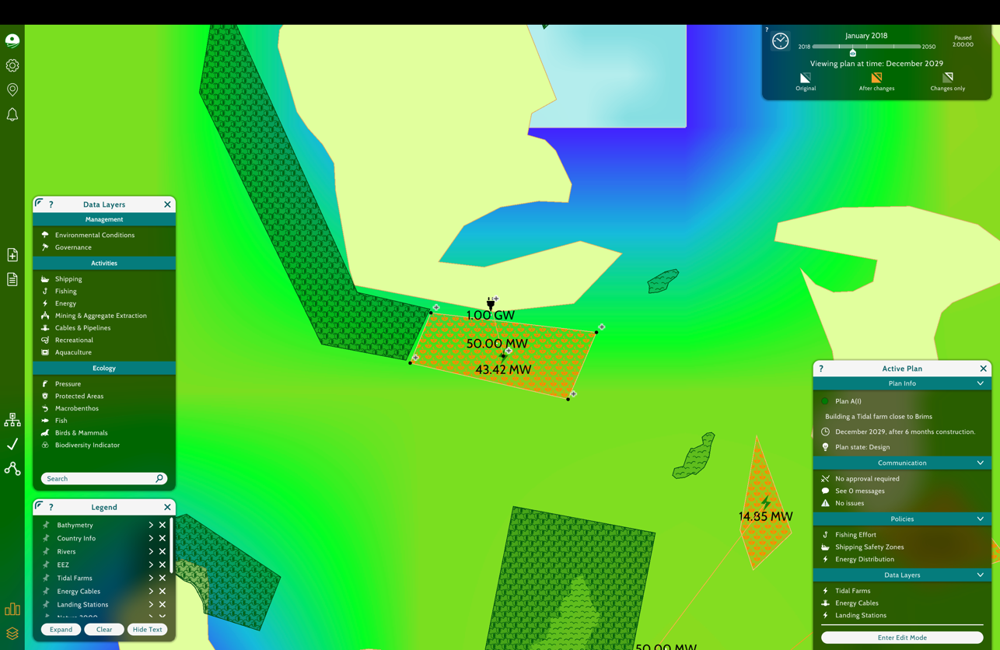 ?
January 2018
Paused
2:00:00
2018
2050
Viewing plan at time: December 2029
Original
After changes
Changes only
? Data Layers
Management
Environmental Conditions
Governance
Activities
Shipping
Fishing
Energy
Mining & Aggregate Extraction
Cables & Pipelines
Recreational
Aquaculture
Ecology
Pressure
Protected Areas
Macrobenthos
Fish
Birds & Mammals
Biodiversity Indicator
Search
1.00 GW
50.00 MW
43.42 MW
14.85 MW
50.00 MW
? Legend
Bathymetry
Country Info
Rivers
EEZ
Tidal Farms
Energy Cables
Landing Stations
Natura 2000
Expand
Clear
Hide Text
? Active Plan
Plan Info
Plan A(I)
Building a Tidal farm close to Brims
December 2029, after 6 months construction.
Plan state: Design
Communication
No approval required
See 0 messages
No issues
Policies
Fishing Effort
Shipping Safety Zones
Energy Distribution
Data Layers
Tidal Farms
Energy Cables
Landing Stations
Enter Edit Mode